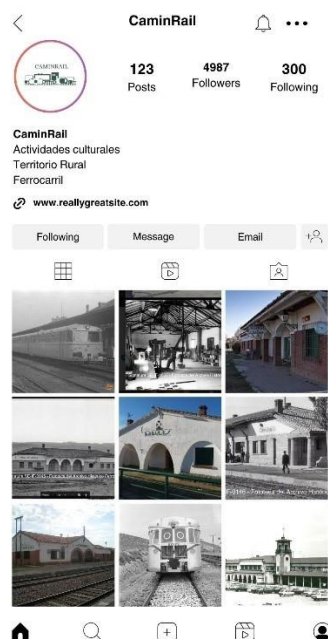 CaminRail
CAMINRAIL
123
Posts
4987
Followers
300
Following
CaminRail
Actividades culturales
Territorio Rural
Ferrocarril
www.reallygreatsite.com
Following
Message
Email